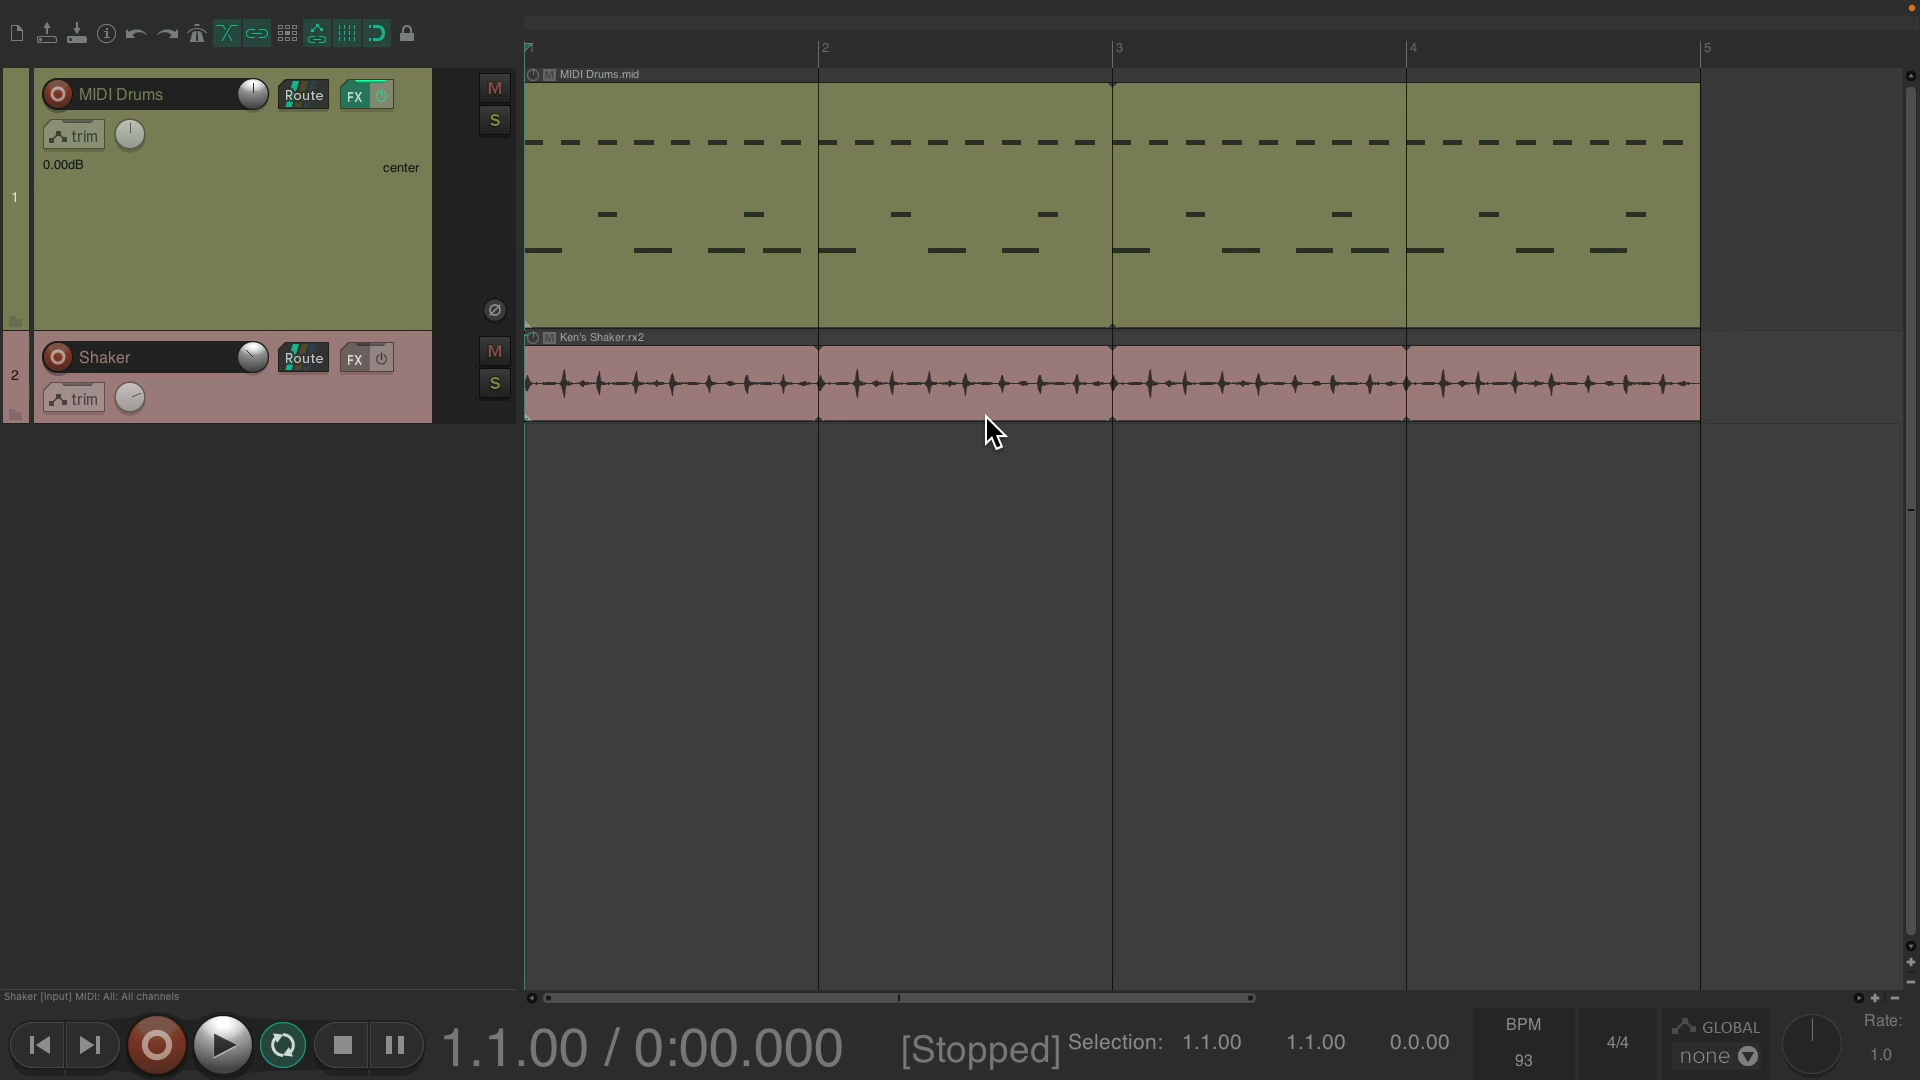 2
3
4
5
M MIDI Drums.mid
MIDI Drums
Route
FX
M
S
trim
0.00dB
center
1
M Ken's Shaker.rx2
Shaker
Route
FX
M
S
trim
2
Shaker [input] MIDI: All: All channels
1.1.00 / 0:00.000
[Stopped]
Selection: 1.1.00 1.1.00 0.0.00
BPM
93
4/4
GLOBAL
none
Rate:
1.0